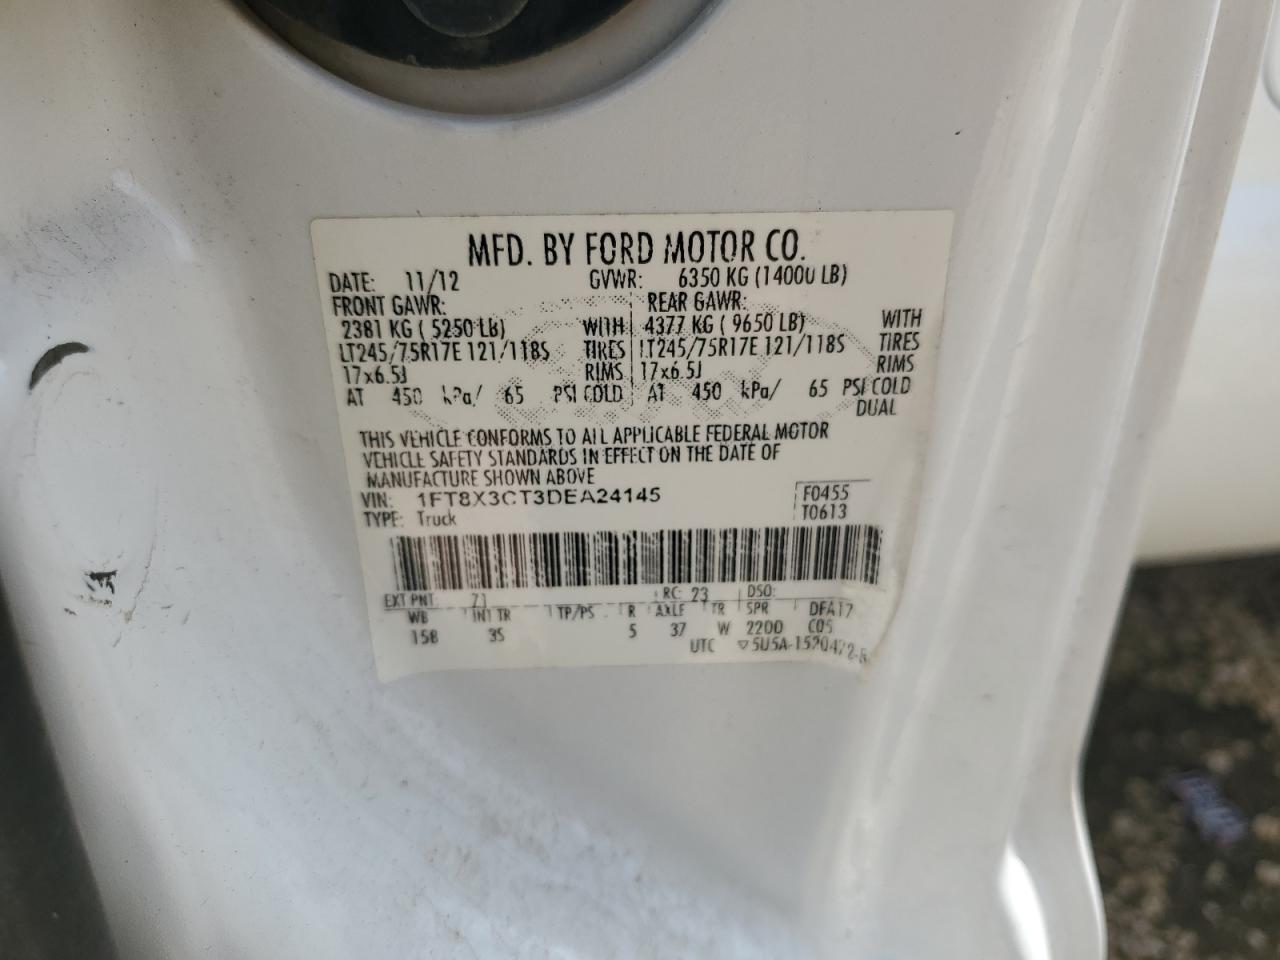 MFD. BY FORD MOTOR CO.
DATE: 11/12 GVWR: 6350 KG (14000 LB)
FRONT GAWR: REAR GAWR:
2381 KG ( 5250 LB) WITH 4377 KG ( 9650 LB) WITH
LT245/75R17E 121/118S TIRES LT245/75R17E 121/118S TIRES
17x6.5J RIMS 17x6.5J RIMS
AT 450 kPa/ 65 PSI COLD AT 450 kPa/ 65 PSI COLD
DUAL
THIS VEHICLE CONFORMS TO ALL APPLICABLE FEDERAL MOTOR
VEHICLE SAFETY STANDARDS IN EFFECT ON THE DATE OF
MANUFACTURE SHOWN ABOVE
VIN: 1FT8X3CT3DEA24145 F0455
TYPE: Truck T0613
EXT PNT: Z1 RC: 23 DSO:
WB INT TR TP/PS R AXLE TR SPR DFA17
158 3S 5 37 W 2200 C05
UTC ▽5U5A-1520472-